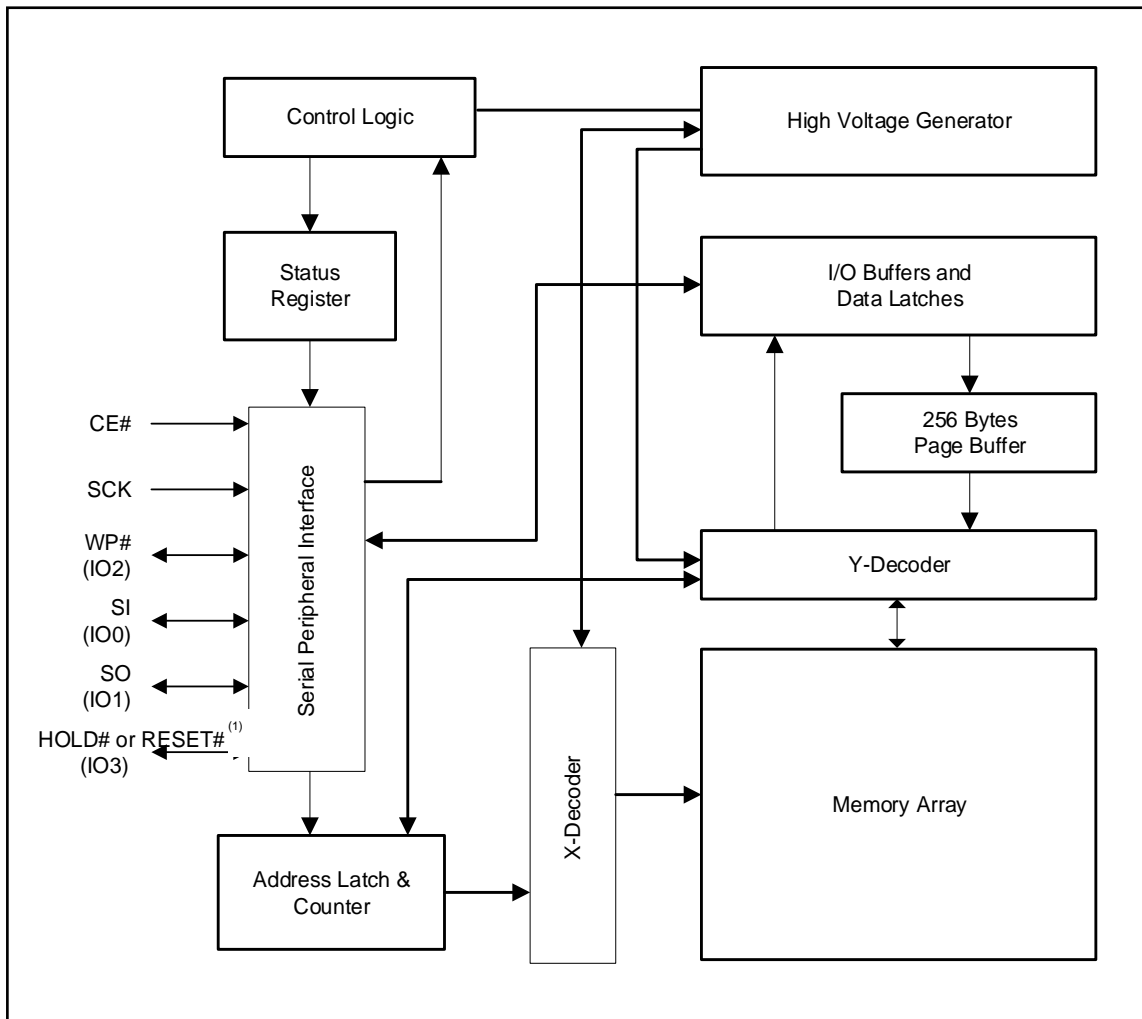 Control Logic
High Voltage Generator
Status
Register
I/O Buffers and
Data Latches
256 Bytes
Page Buffer
Y-Decoder
CE#
SCK
WP#
(IO2)
SI
(IO0)
SO
(IO1)
HOLD# or RESET# (1)
(IO3)
Serial Peripheral Interface
X-Decoder
Memory Array
Address Latch &
Counter